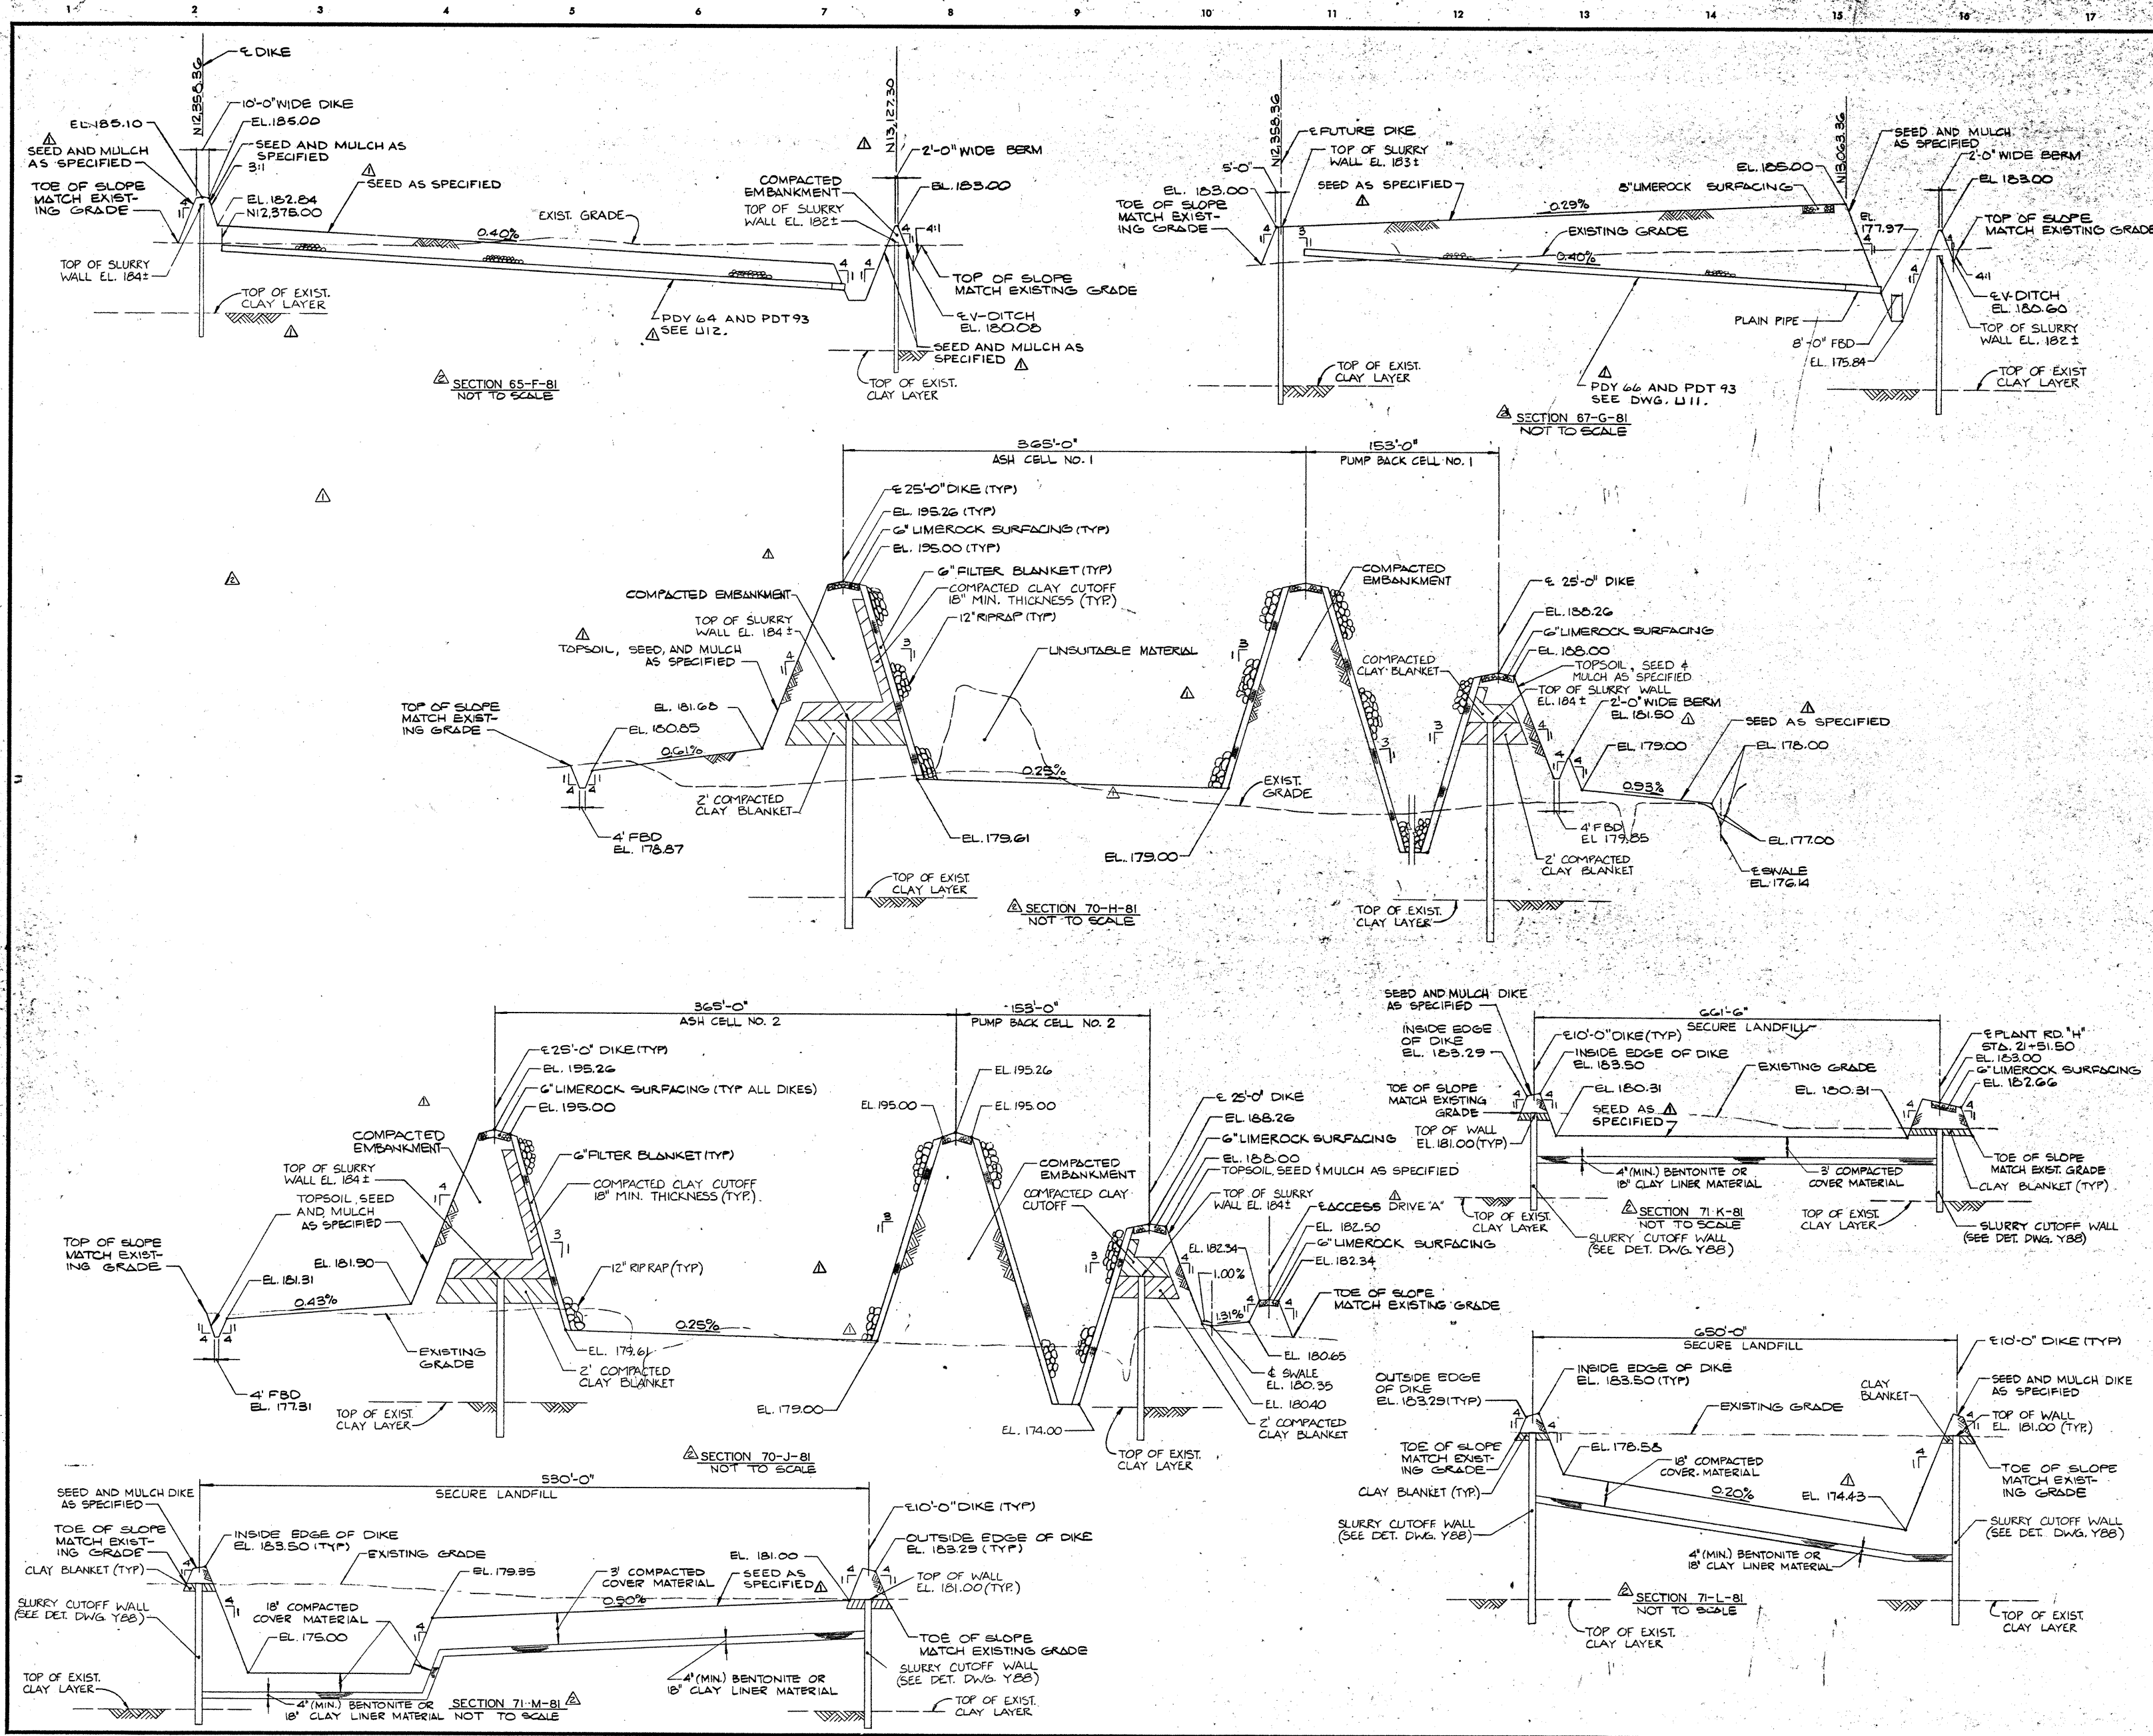 1 2 3 4 5 6 7 8 9 10 11 12 13 14 15 16 17
℄ DIKE
N12,358.36
10'-0" WIDE DIKE
EL. 185.10
EL. 185.00
SEED AND MULCH
AS SPECIFIED
SEED AND MULCH AS
SPECIFIED
3:1
SEED AS SPECIFIED
TOE OF SLOPE
MATCH EXIST-
ING GRADE
EL. 182.84
N12,375.00
EXIST. GRADE
0.40%
TOP OF SLURRY
WALL EL. 184±
TOP OF EXIST.
CLAY LAYER
PDY 64 AND PDT 93
SEE U12.
N13,127.30
2'-0" WIDE BERM
COMPACTED
EMBANKMENT
EL. 183.00
TOP OF SLURRY
WALL EL. 182±
4:1
TOP OF SLOPE
MATCH EXISTING GRADE
℄ V-DITCH
EL. 180.08
SEED AND MULCH AS
SPECIFIED
TOP OF EXIST.
CLAY LAYER
SECTION 65-F-81
NOT TO SCALE
N12,358.36
℄ FUTURE DIKE
TOP OF SLURRY
WALL EL. 183±
5'-0"
EL. 183.00
SEED AS SPECIFIED
TOE OF SLOPE
MATCH EXIST-
ING GRADE
0.29%
8" LIMEROCK SURFACING
EL. 185.00
EXISTING GRADE
0.40%
N13,063.36
SEED AND MULCH
AS SPECIFIED
2'-0" WIDE BERM
EL. 183.00
EL.
177.97
TOP OF SLOPE
MATCH EXISTING GRADE
4:1
℄ V-DITCH
EL. 180.60
PLAIN PIPE
8'-0" FBD
EL. 175.84
TOP OF SLURRY
WALL EL. 182±
TOP OF EXIST.
CLAY LAYER
PDY 66 AND PDT 93
SEE DWG. U11.
TOP OF EXIST
CLAY LAYER
SECTION 67-G-81
NOT TO SCALE
365'-0"
ASH CELL NO. 1
153'-0"
PUMP BACK CELL NO. 1
℄ 25'-0" DIKE (TYP)
EL. 195.26 (TYP)
6" LIMEROCK SURFACING (TYP)
EL. 195.00 (TYP)
6" FILTER BLANKET (TYP)
COMPACTED CLAY CUTOFF
18" MIN. THICKNESS (TYP.)
12" RIPRAP (TYP)
COMPACTED EMBANKMENT
TOP OF SLURRY
WALL EL. 184±
TOPSOIL, SEED, AND MULCH
AS SPECIFIED
UNSUITABLE MATERIAL
TOP OF SLOPE
MATCH EXIST-
ING GRADE
EL. 181.68
EL. 180.85
0.61%
4' FBD
EL. 178.87
2' COMPACTED
CLAY BLANKET
0.25%
EL. 179.61
EL. 179.00
EXIST.
GRADE
COMPACTED
EMBANKMENT
℄ 25'-0" DIKE
EL. 188.26
6" LIMEROCK SURFACING
EL. 188.00
TOPSOIL, SEED &
MULCH AS SPECIFIED
COMPACTED
CLAY BLANKET
TOP OF SLURRY WALL
EL. 184±
2'-0" WIDE BERM
EL. 181.50
SEED AS SPECIFIED
EL. 179.00
EL. 178.00
0.93%
4' FBD
EL 179.85
EL. 177.00
2' COMPACTED
CLAY BLANKET
℄ SWALE
EL. 176.14
TOP OF EXIST.
CLAY LAYER
TOP OF EXIST.
CLAY LAYER
SECTION 70-H-81
NOT TO SCALE
365'-0"
ASH CELL NO. 2
153'-0"
PUMP BACK CELL NO. 2
℄ 25'-0" DIKE (TYP)
EL. 195.26
6" LIMEROCK SURFACING (TYP ALL DIKES)
EL. 195.00
COMPACTED
EMBANKMENT
TOP OF SLURRY
WALL EL. 184±
6" FILTER BLANKET (TYP)
COMPACTED CLAY CUTOFF
18" MIN. THICKNESS (TYP.)
TOPSOIL, SEED
AND MULCH
AS SPECIFIED
TOP OF SLOPE
MATCH EXIST-
ING GRADE
EL. 181.90
EL. 181.31
0.43%
12" RIPRAP (TYP)
EXISTING
GRADE
4' FBD
EL. 177.31
TOP OF EXIST.
CLAY LAYER
0.25%
EL. 179.61
2' COMPACTED
CLAY BLANKET
EL. 179.00
EL. 195.26
EL. 195.00
EL. 195.00
COMPACTED
EMBANKMENT
COMPACTED CLAY
CUTOFF
℄ 25'-0" DIKE
EL. 188.26
6" LIMEROCK SURFACING
EL. 188.00
TOPSOIL, SEED & MULCH AS SPECIFIED
TOP OF SLURRY
WALL EL. 184±
℄ ACCESS DRIVE "A"
EL. 182.50
6" LIMEROCK SURFACING
EL. 182.34
EL. 182.34
1.00%
1.31%
TOE OF SLOPE
MATCH EXISTING GRADE
EL. 180.65
℄ SWALE
EL. 180.35
EL. 180.40
2' COMPACTED
CLAY BLANKET
EL. 174.00
TOP OF EXIST.
CLAY LAYER
SECTION 70-J-81
NOT TO SCALE
SEED AND MULCH DIKE
AS SPECIFIED
661'-6"
SECURE LANDFILL
INSIDE EDGE
OF DIKE
EL. 183.29
℄ 10'-0" DIKE (TYP)
INSIDE EDGE OF DIKE
EL. 183.50
EL. 180.31
EXISTING GRADE
EL. 180.31
℄ PLANT RD. "H"
STA. 21+51.50
EL. 183.00
6" LIMEROCK SURFACING
EL. 182.66
TOE OF SLOPE
MATCH EXISTING
GRADE
SEED AS
SPECIFIED
TOP OF WALL
EL. 181.00 (TYP)
4" (MIN.) BENTONITE OR
18" CLAY LINER MATERIAL
3' COMPACTED
COVER MATERIAL
TOE OF SLOPE
MATCH EXIST. GRADE
CLAY BLANKET (TYP)
TOP OF EXIST.
CLAY LAYER
SECTION 71-K-81
NOT TO SCALE
TOP OF EXIST.
CLAY LAYER
SLURRY CUTOFF WALL
(SEE DET. DWG. Y88)
SLURRY CUTOFF WALL
(SEE DET. DWG. Y88)
650'-0"
SECURE LANDFILL
℄ 10'-0" DIKE (TYP)
OUTSIDE EDGE
OF DIKE
EL. 183.29 (TYP)
INSIDE EDGE OF DIKE
EL. 183.50 (TYP)
CLAY
BLANKET
SEED AND MULCH DIKE
AS SPECIFIED
EXISTING GRADE
TOP OF WALL
EL. 181.00 (TYP.)
TOE OF SLOPE
MATCH EXIST-
ING GRADE
EL. 178.58
18" COMPACTED
COVER MATERIAL
0.20%
EL. 174.43
TOE OF SLOPE
MATCH EXIST-
ING GRADE
CLAY BLANKET (TYP.)
SLURRY CUTOFF WALL
(SEE DET. DWG. Y88)
SLURRY CUTOFF WALL
(SEE DET. DWG. Y88)
4" (MIN.) BENTONITE OR
18" CLAY LINER MATERIAL
SECTION 71-L-81
NOT TO SCALE
TOP OF EXIST.
CLAY LAYER
TOP OF EXIST.
CLAY LAYER
530'-0"
SECURE LANDFILL
SEED AND MULCH DIKE
AS SPECIFIED
TOE OF SLOPE
MATCH EXIST-
ING GRADE
CLAY BLANKET (TYP)
INSIDE EDGE OF DIKE
EL. 183.50 (TYP)
EXISTING GRADE
EL. 179.35
3' COMPACTED
COVER MATERIAL
EL. 181.00
SEED AS
SPECIFIED
0.50%
℄ 10'-0" DIKE (TYP)
OUTSIDE EDGE OF DIKE
EL. 183.29 (TYP)
TOP OF WALL
EL. 181.00 (TYP.)
SLURRY CUTOFF WALL
(SEE DET. DWG. Y88)
18" COMPACTED
COVER MATERIAL
EL. 175.00
TOE OF SLOPE
MATCH EXISTING GRADE
SLURRY CUTOFF WALL
(SEE DET. DWG. Y88)
4" (MIN.) BENTONITE OR
18" CLAY LINER MATERIAL
TOP OF EXIST.
CLAY LAYER
4" (MIN.) BENTONITE OR
18" CLAY LINER MATERIAL
SECTION 71-M-81
NOT TO SCALE
TOP OF EXIST.
CLAY LAYER